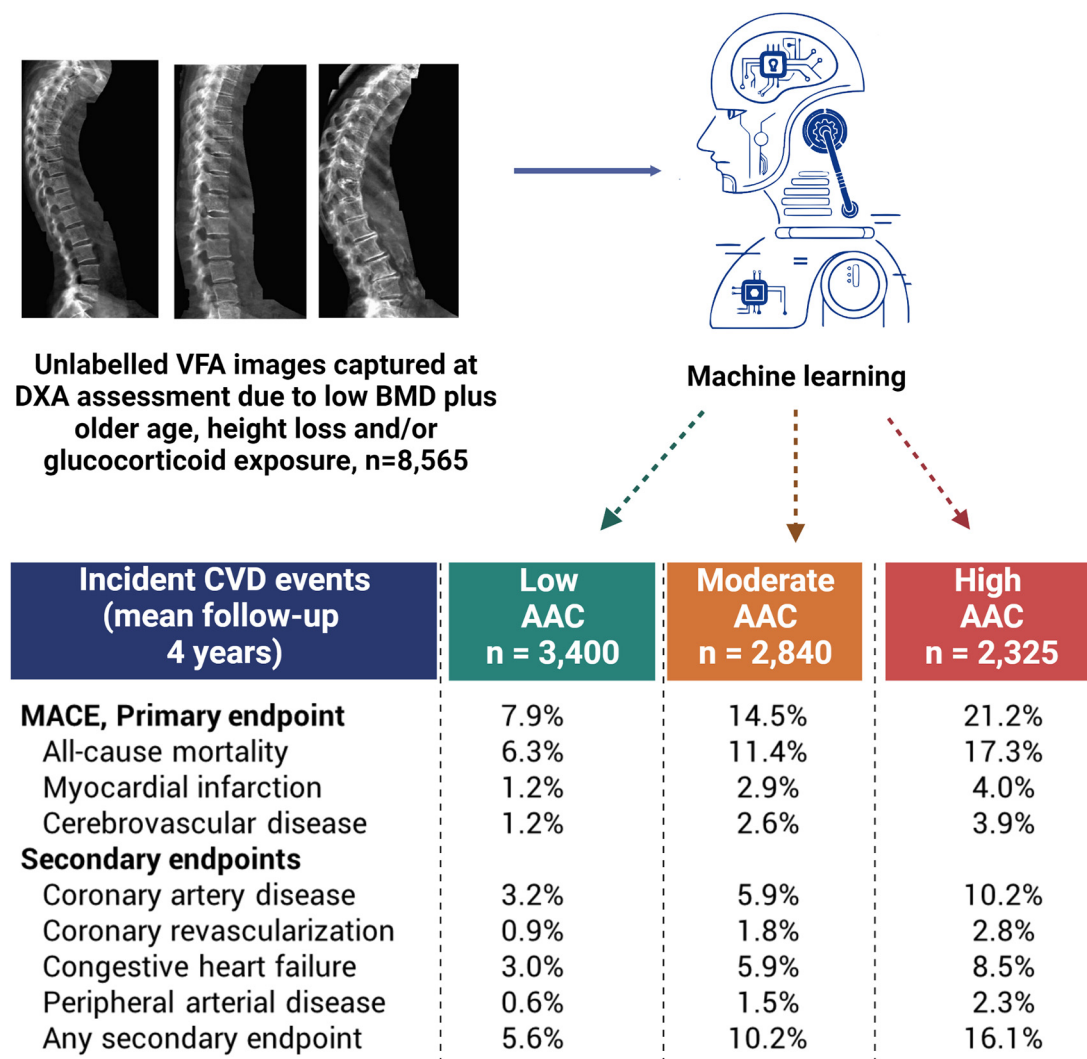 Unlabelled VFA images captured at
DXA assessment due to low BMD plus
older age, height loss and/or
glucocorticoid exposure, n=8,565
Machine learning
Incident CVD events
(mean follow-up
4 years)
Low
AAC
n = 3,400
Moderate
AAC
n = 2,840
High
AAC
n = 2,325
MACE, Primary endpoint 7.9% 14.5% 21.2%
All-cause mortality 6.3% 11.4% 17.3%
Myocardial infarction 1.2% 2.9% 4.0%
Cerebrovascular disease 1.2% 2.6% 3.9%
Secondary endpoints
Coronary artery disease 3.2% 5.9% 10.2%
Coronary revascularization 0.9% 1.8% 2.8%
Congestive heart failure 3.0% 5.9% 8.5%
Peripheral arterial disease 0.6% 1.5% 2.3%
Any secondary endpoint 5.6% 10.2% 16.1%